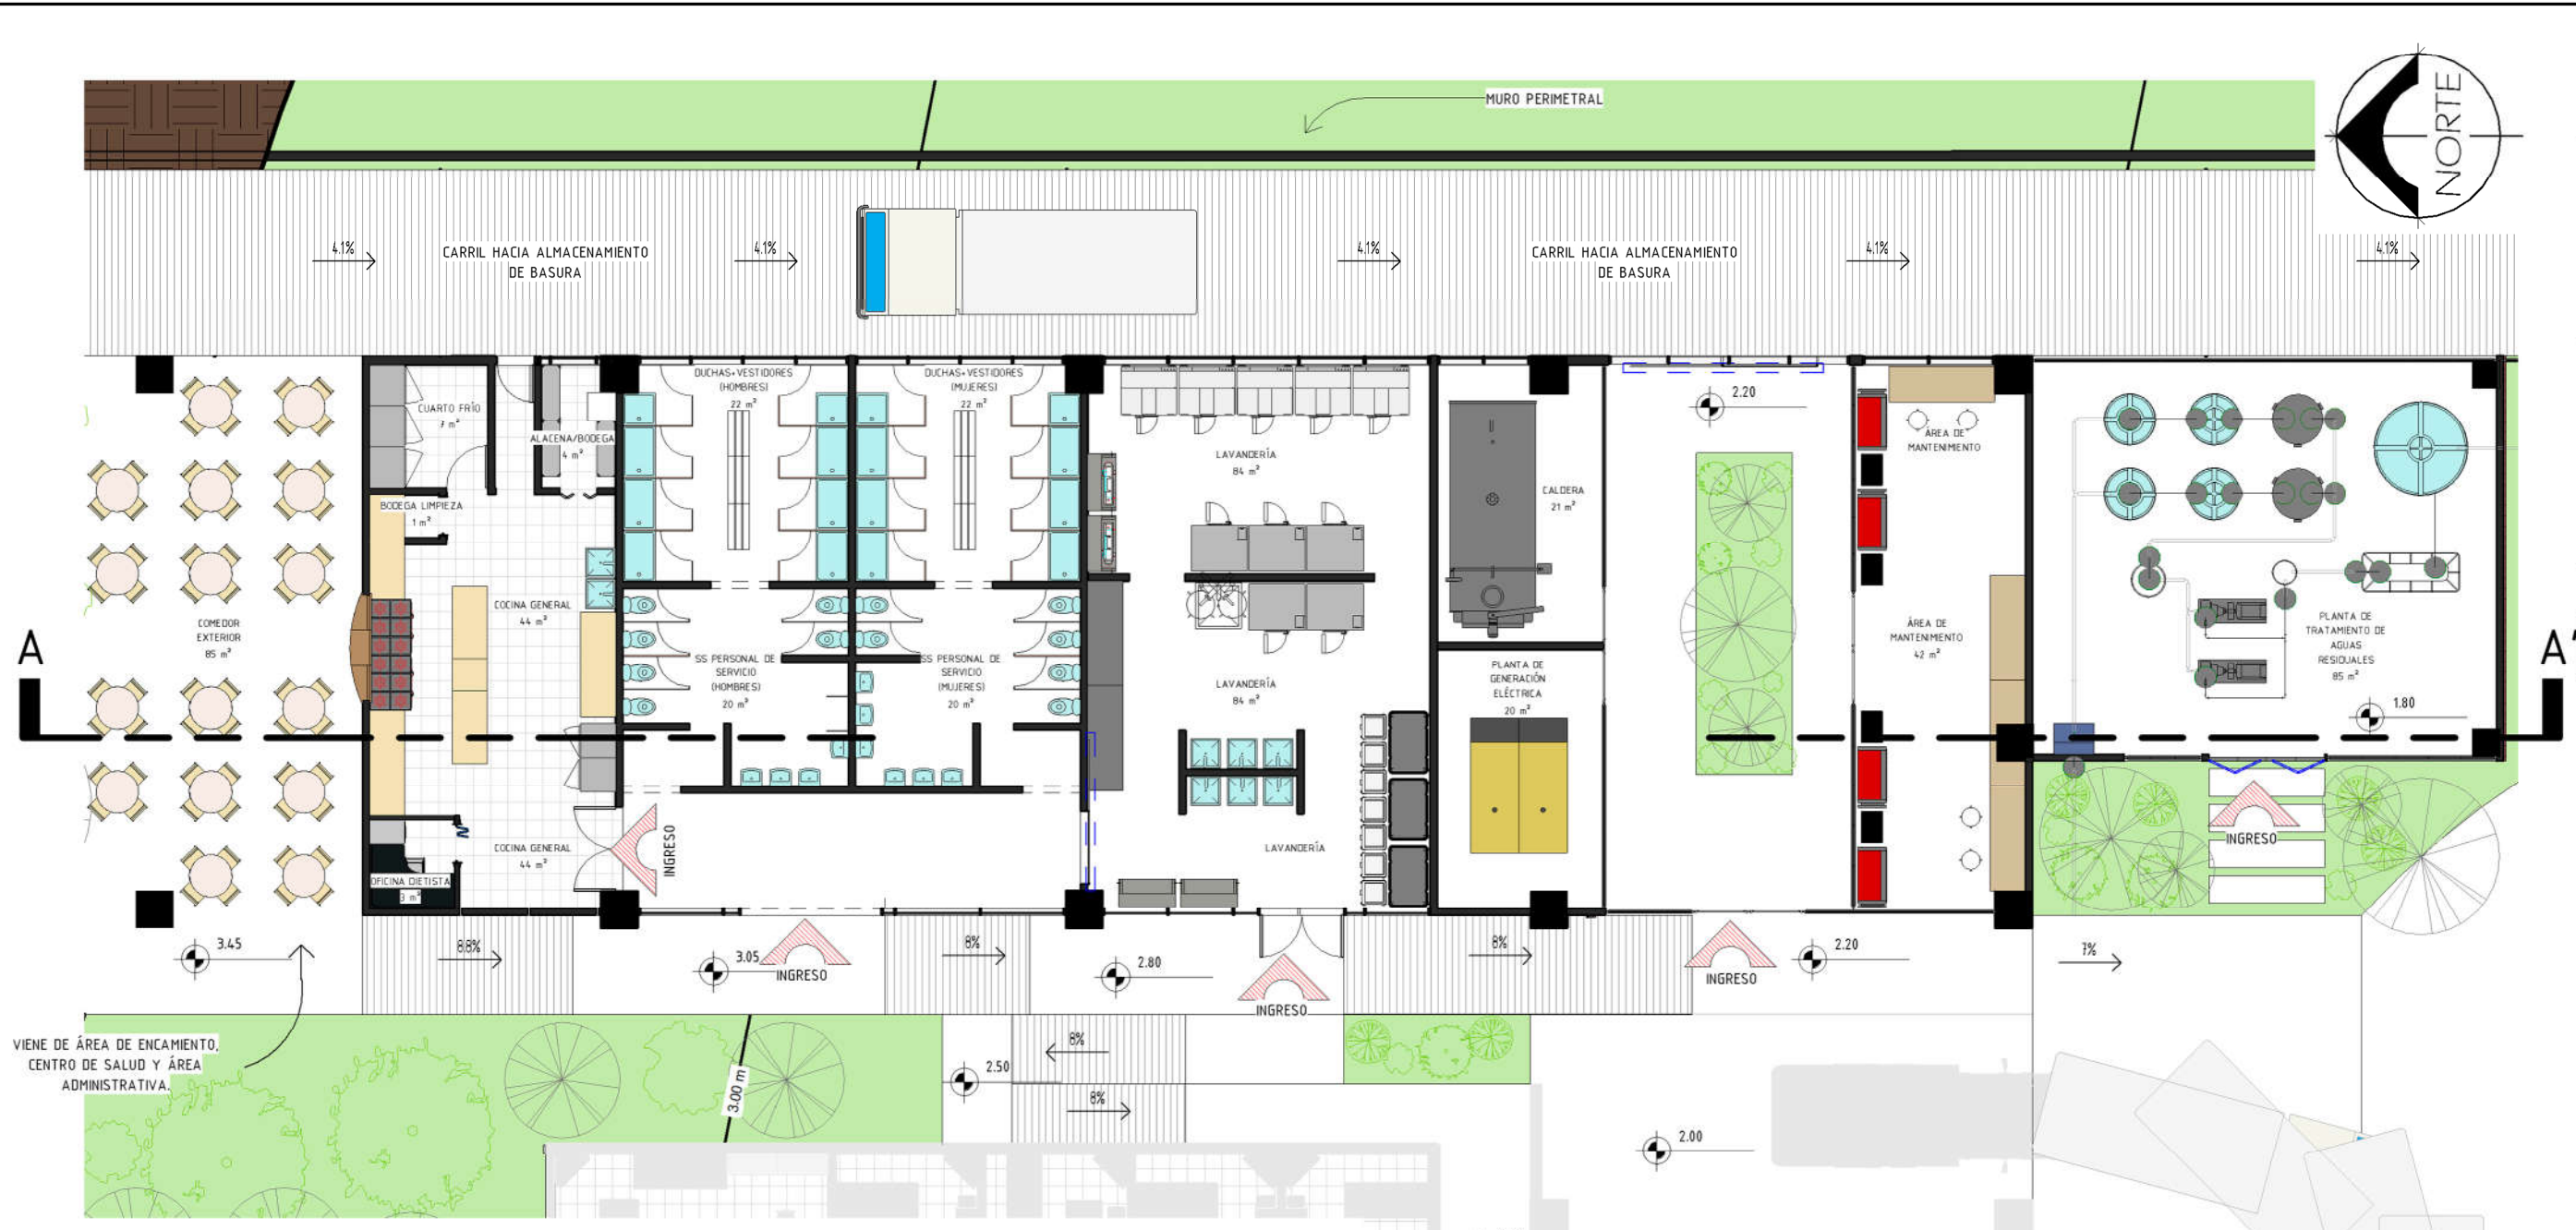 MURO PERIMETRAL
NORTE
4.1%
CARRIL HACIA ALMACENAMIENTO
DE BASURA
4.1%
4.1%
CARRIL HACIA ALMACENAMIENTO
DE BASURA
4.1%
4.1%
CUARTO FRÍO
7 m²
ALACENA/BODEGA
4 m²
BODEGA LIMPIEZA
1 m²
DUCHAS+VESTIDORES
(HOMBRES)
22 m²
DUCHAS+VESTIDORES
(MUJERES)
22 m²
LAVANDERÍA
84 m²
CALDERA
21 m²
2.20
ÁREA DE
MANTENIMIENTO
COMEDOR
EXTERIOR
85 m²
COCINA GENERAL
44 m²
SS PERSONAL DE
SERVICIO
(HOMBRES)
20 m²
SS PERSONAL DE
SERVICIO
(MUJERES)
20 m²
LAVANDERÍA
84 m²
PLANTA DE
GENERACIÓN
ELÉCTRICA
20 m²
ÁREA DE
MANTENIMIENTO
42 m²
PLANTA DE
TRATAMIENTO DE
AGUAS
RESIDUALES
85 m²
1.80
A
A'
COCINA GENERAL
44 m²
OFICINA DIETISTA
3 m²
INGRESO
LAVANDERÍA
INGRESO
3.45
8.8%
3.05
INGRESO
8%
2.80
INGRESO
8%
INGRESO
2.20
7%
VIENE DE ÁREA DE ENCAMIENTO,
CENTRO DE SALUD Y ÁREA
ADMINISTRATIVA.
3.00 m
2.50
8%
8%
2.00